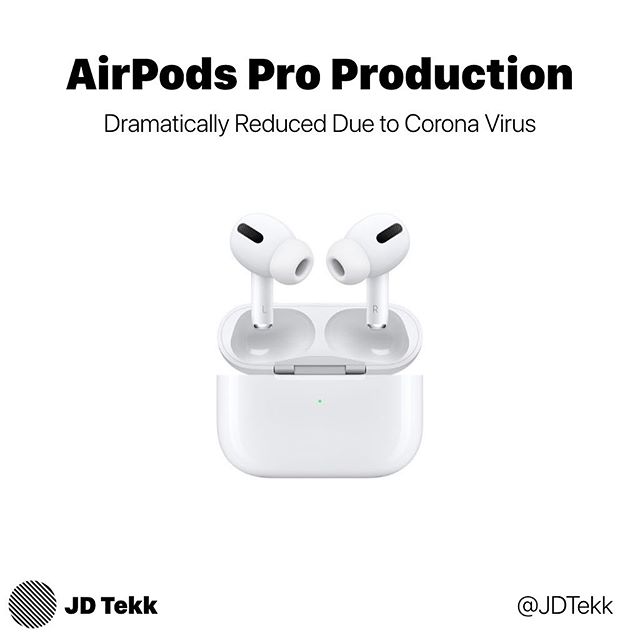 AirPods Pro Production
Dramatically Reduced Due to Corona Virus
L
R
JD Tekk
@JDTekk